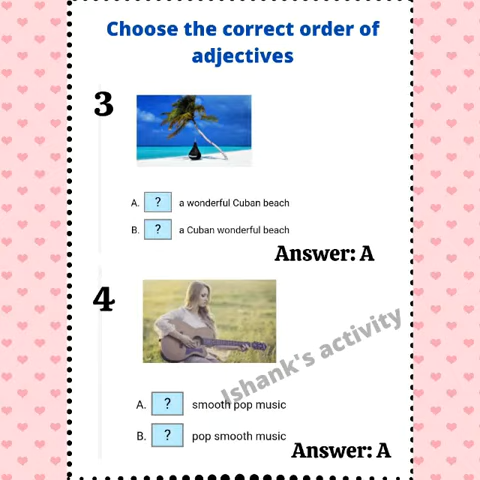 Choose the correct order of
adjectives
3
A. ? a wonderful Cuban beach
B. ? a Cuban wonderful beach
Answer: A
4
Ishank's activity
A. ? smooth pop music
B. ? pop smooth music
Answer: A